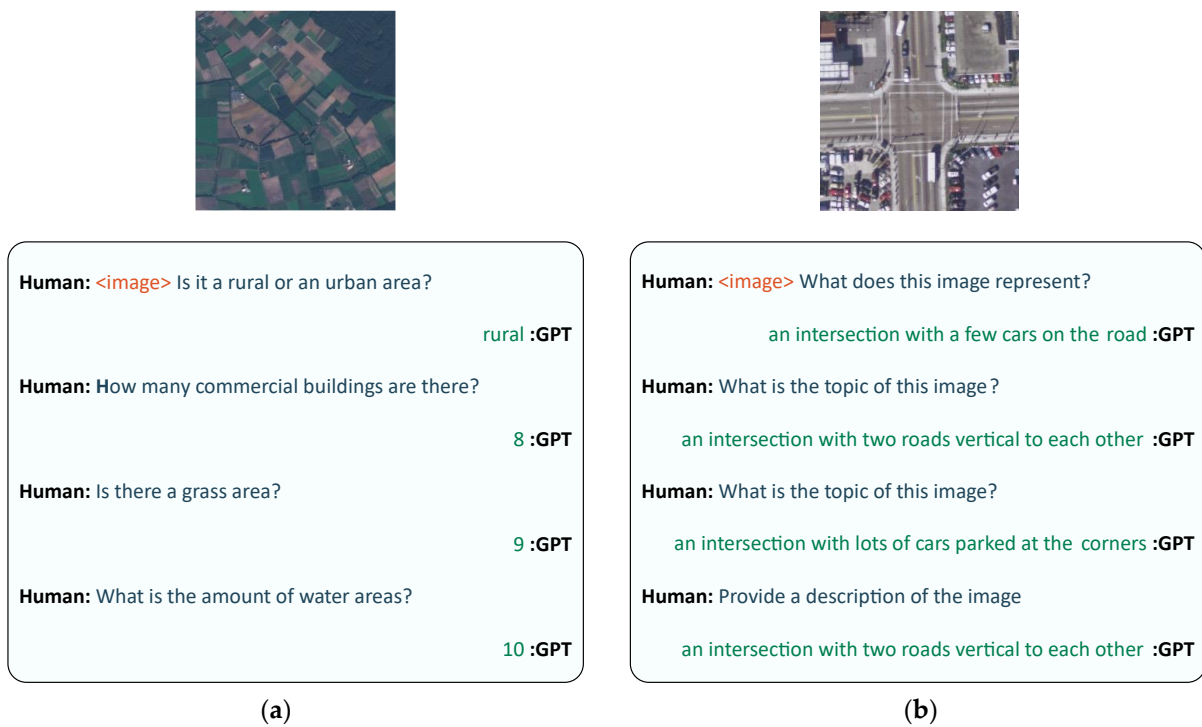 Human: <image> Is it a rural or an urban area?
rural :GPT
Human: How many commercial buildings are there?
8 :GPT
Human: Is there a grass area?
9 :GPT
Human: What is the amount of water areas?
10 :GPT
(a)
Human: <image> What does this image represent?
an intersection with a few cars on the road :GPT
Human: What is the topic of this image?
an intersection with two roads vertical to each other :GPT
Human: What is the topic of this image?
an intersection with lots of cars parked at the corners :GPT
Human: Provide a description of the image
an intersection with two roads vertical to each other :GPT
(b)